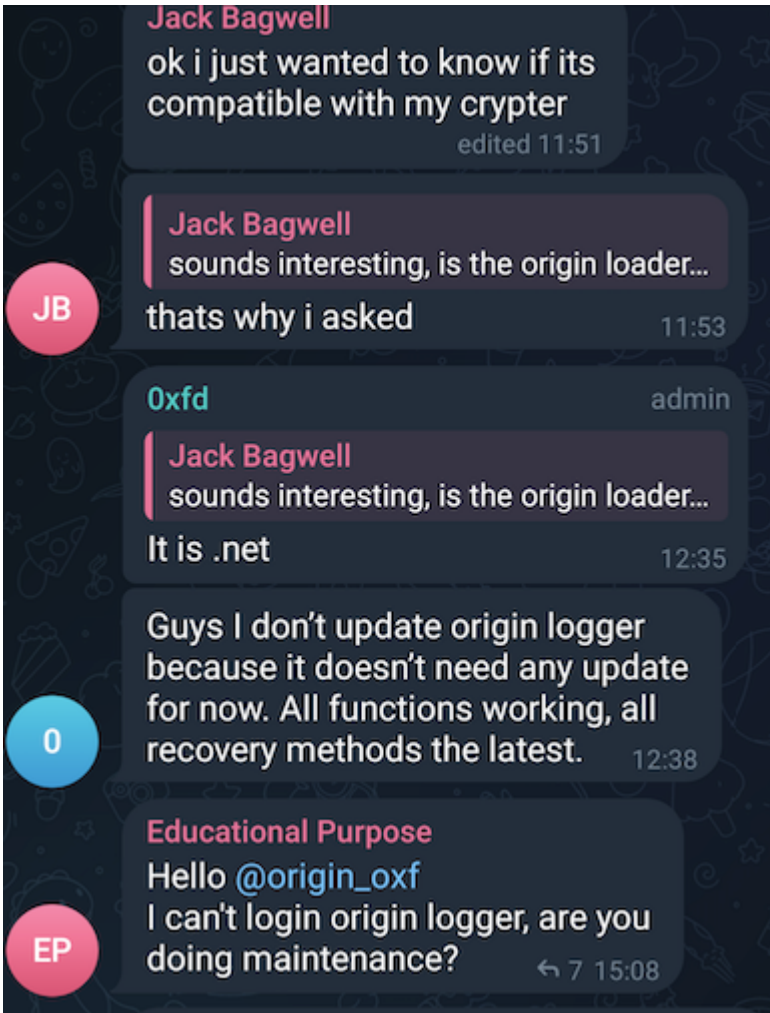 Jack Bagwell
ok i just wanted to know if its
compatible with my crypter
edited 11:51
Jack Bagwell
sounds interesting, is the origin loader...
JB
thats why i asked
11:53
0xfd
admin
Jack Bagwell
sounds interesting, is the origin loader...
It is .net
12:35
Guys I don’t update origin logger
because it doesn’t need any update
for now. All functions working, all
recovery methods the latest.
12:38
0
Educational Purpose
Hello @origin_oxf
I can't login origin logger, are you
doing maintenance?
7 15:08
EP